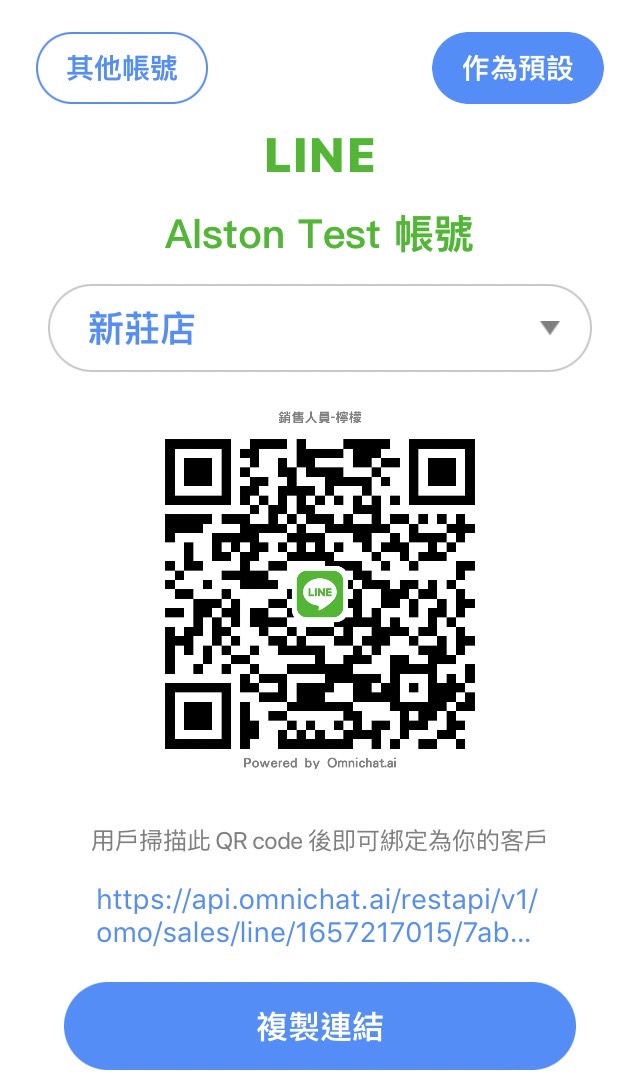 其他帳號
作為預設
LINE
Alston Test 帳號
新莊店
銷售人員-檸檬
LINE
Powered by Omnichat.ai
用戶掃描此 QR code 後即可綁定為你的客戶
https://api.omnichat.ai/restapi/v1/
omo/sales/line/1657217015/7ab...
複製連結